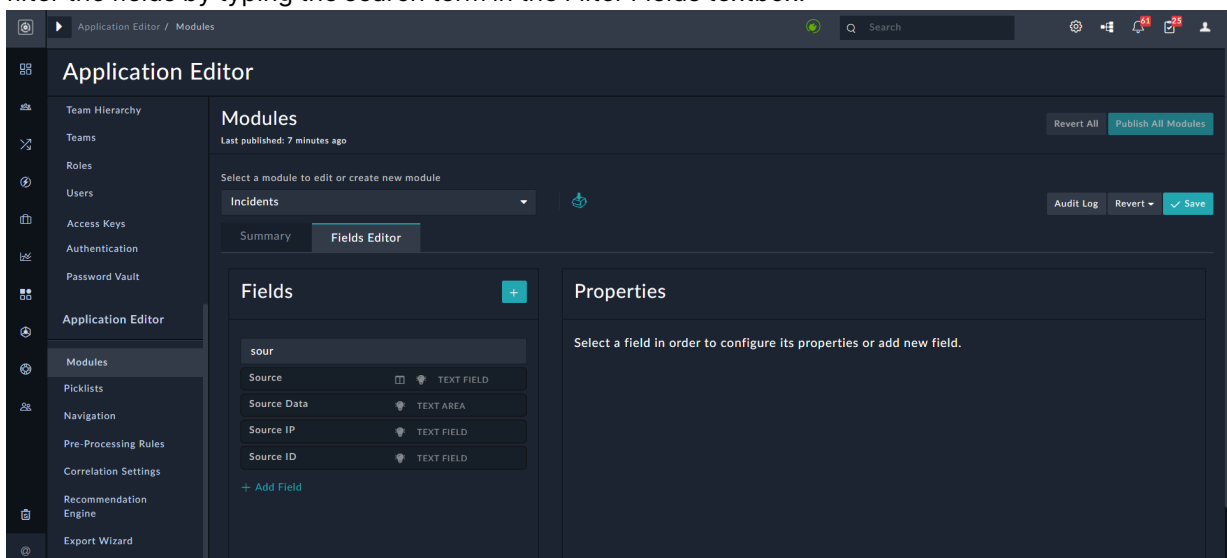 filter the fields by typing the search term in the Filter Fields textbox.
Application Editor / Modules
Search
61
25
Application Editor
Team Hierarchy
Teams
Roles
Users
Access Keys
Authentication
Password Vault
Application Editor
Modules
Picklists
Navigation
Pre-Processing Rules
Correlation Settings
Recommendation
Engine
Export Wizard
Modules
Last published: 7 minutes ago
Revert All Publish All Modules
Select a module to edit or create new module
Incidents
Audit Log Revert Save
Summary Fields Editor
Fields
+
sour
Source TEXT FIELD
Source Data TEXT AREA
Source IP TEXT FIELD
Source ID TEXT FIELD
+ Add Field
Properties
Select a field in order to configure its properties or add new field.
@